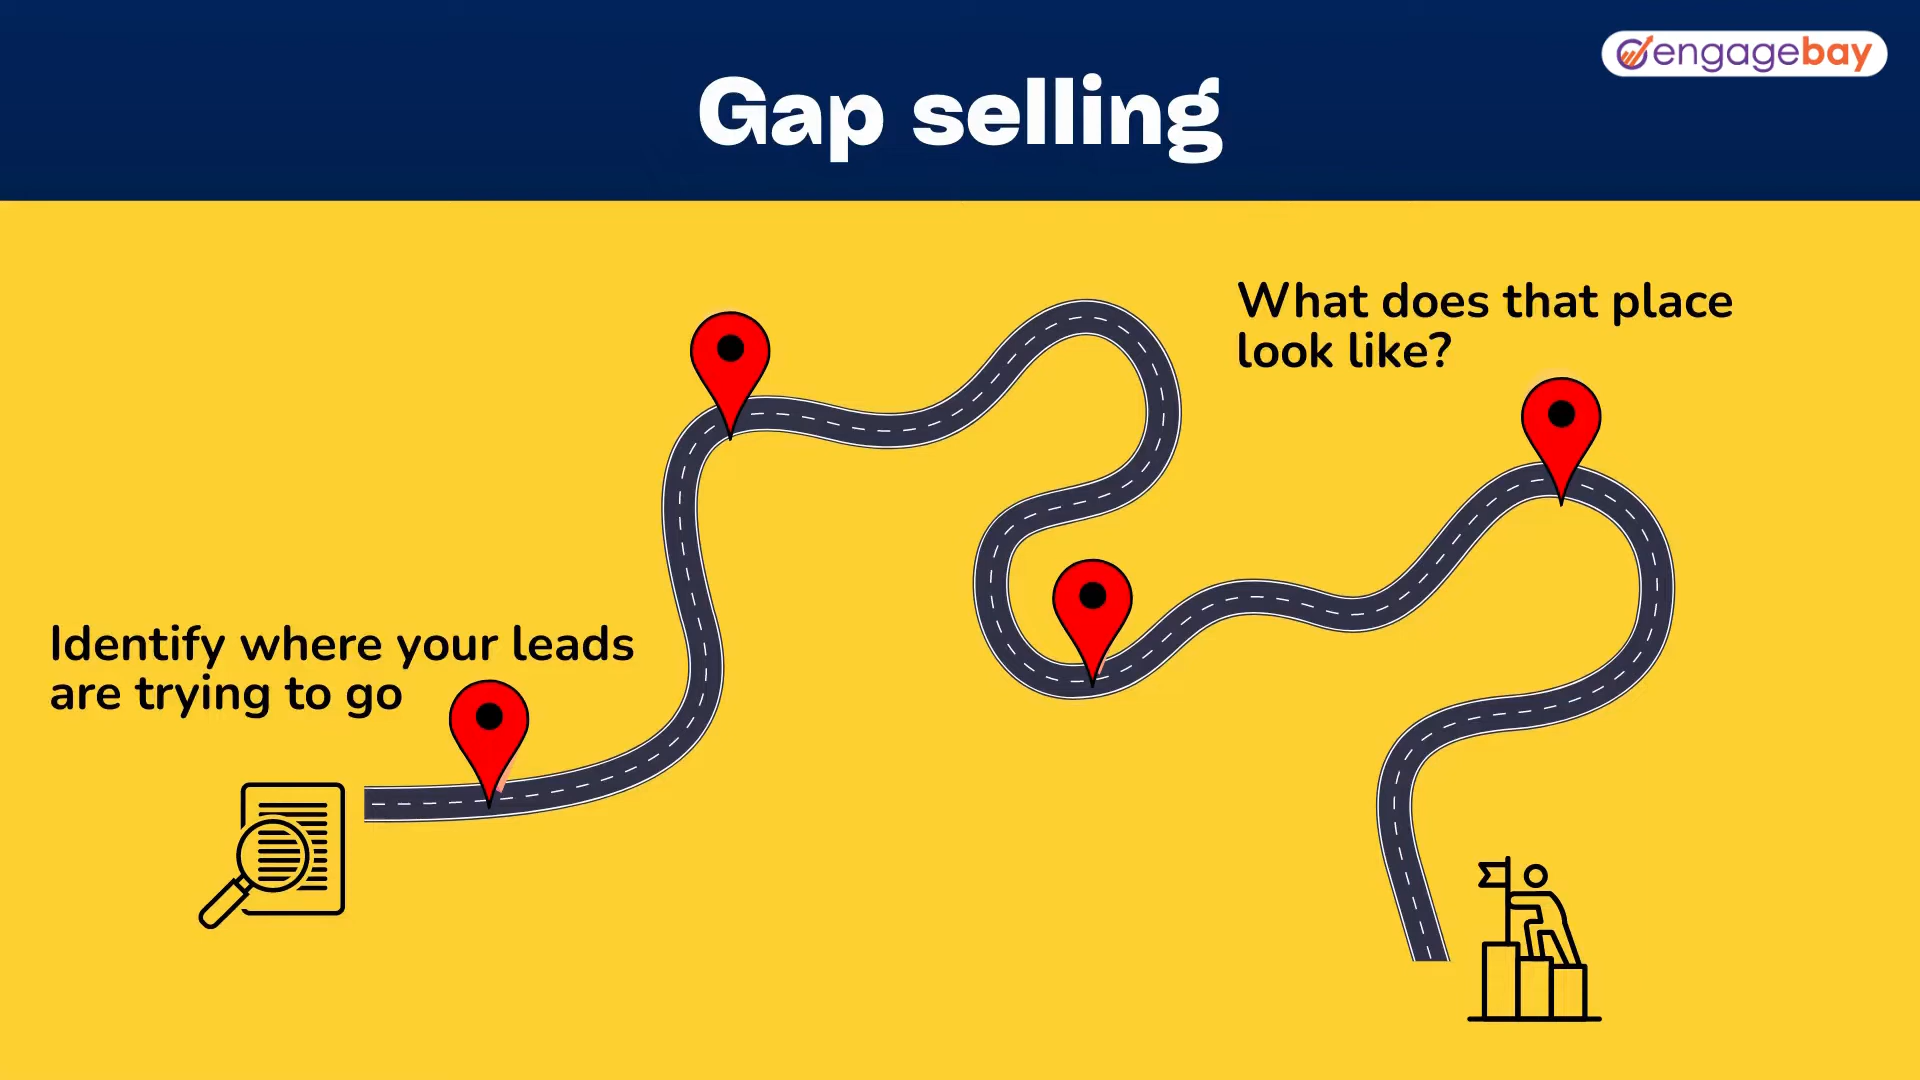 engagebay
Gap selling
What does that place
look like?
Identify where your leads
are trying to go